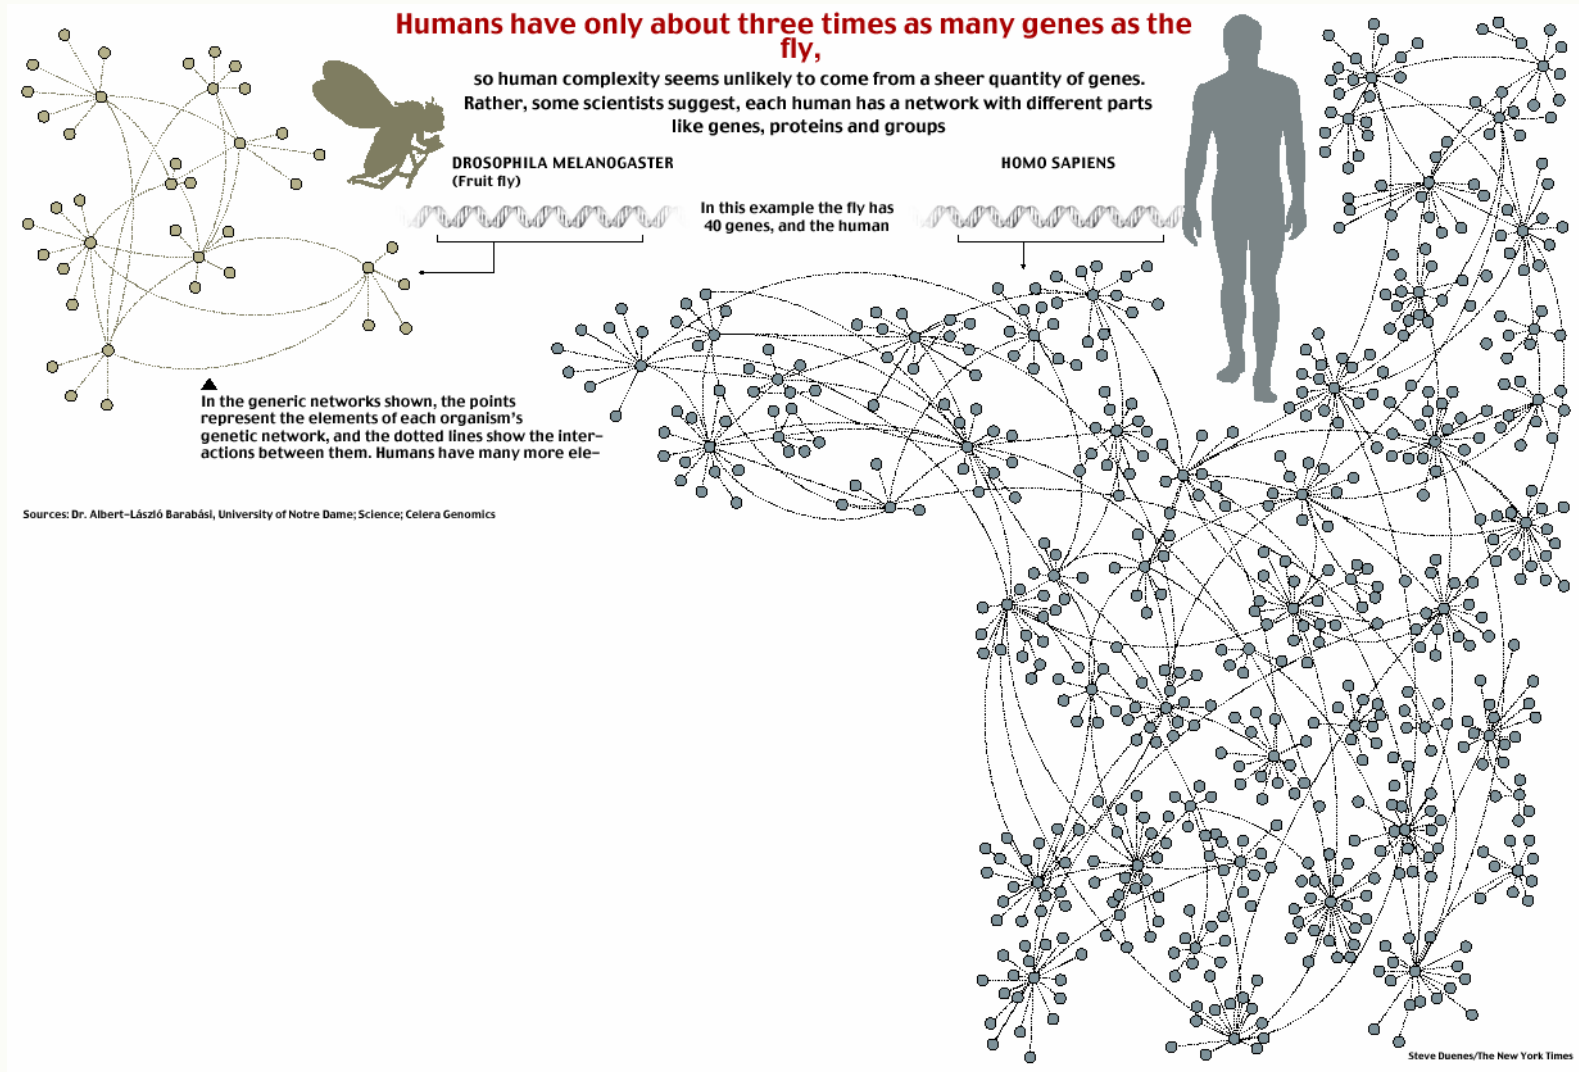 Humans have only about three times as many genes as the
fly,
so human complexity seems unlikely to come from a sheer quantity of genes.
Rather, some scientists suggest, each human has a network with different parts
like genes, proteins and groups
DROSOPHILA MELANOGASTER
(Fruit fly)
HOMO SAPIENS
In this example the fly has
40 genes, and the human
In the generic networks shown, the points
represent the elements of each organism's
genetic network, and the dotted lines show the inter-
actions between them. Humans have many more ele-
Sources: Dr. Albert-László Barabási, University of Notre Dame; Science; Celera Genomics
Steve Duenes/The New York Times